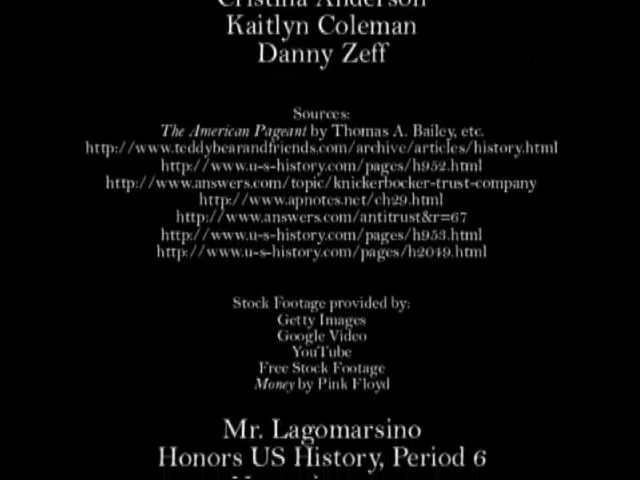 Cristina Anderson
Kaitlyn Coleman
Danny Zeff
Sources:
The American Pageant by Thomas A. Bailey, etc.
http://www.teddybearandfriends.com/archive/articles/history.html
http://www.u-s-history.com/pages/h952.html
http://www.answers.com/topic/knickerbocker-trust-company
http://www.apnotes.net/ch29.html
http://www.answers.com/antitrust&r=67
http://www.u-s-history.com/pages/h953.html
http://www.u-s-history.com/pages/h2049.html
Stock Footage provided by:
Getty Images
Google Video
YouTube
Free Stock Footage
Money by Pink Floyd
Mr. Lagomarsino
Honors US History, Period 6